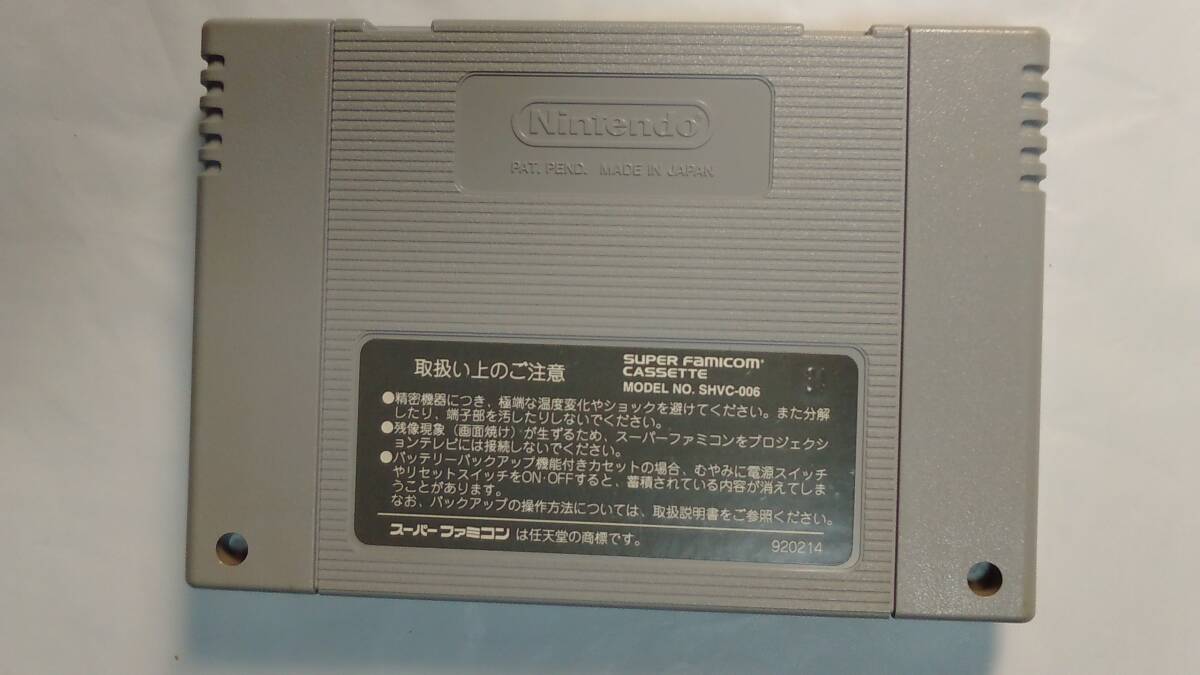 Nintendo
PAT. PEND. MADE IN JAPAN
取扱い上のご注意
SUPER FAMICOM
CASSETTE
MODEL NO. SHVC-006
●精密機器につき、極端な温度変化やショックを避けてください。また分解
したり、端子部を汚したりしないでください。
●残像現象（画面焼け）が生ずるため、スーパーファミコンをプロジェクシ
ョンテレビには接続しないでください。
●バッテリーバックアップ機能付きカセットの場合、むやみに電源スイッチ
やリセットスイッチをON・OFFすると、蓄積されている内容が消えてしま
うことがあります。
なお、バックアップの操作方法については、取扱説明書をご参照ください。
スーパーファミコン は任天堂の商標です。
920214